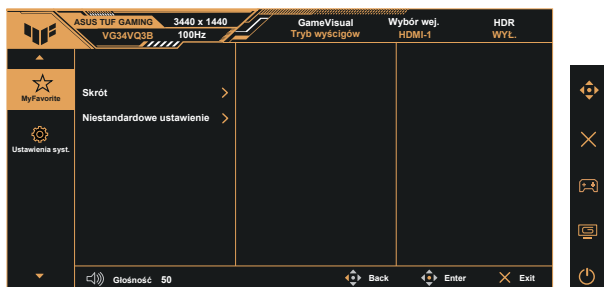 ASUS TUF GAMING 3440 x 1440 GameVisual Wybór wej. HDR
VG34VQ3B 100Hz Tryb wyścigów HDMI-1 WYŁ.
MyFavorite
Skrót
Niestandardowe ustawienie
Ustawienia syst.
Głośność 50 Back Enter Exit